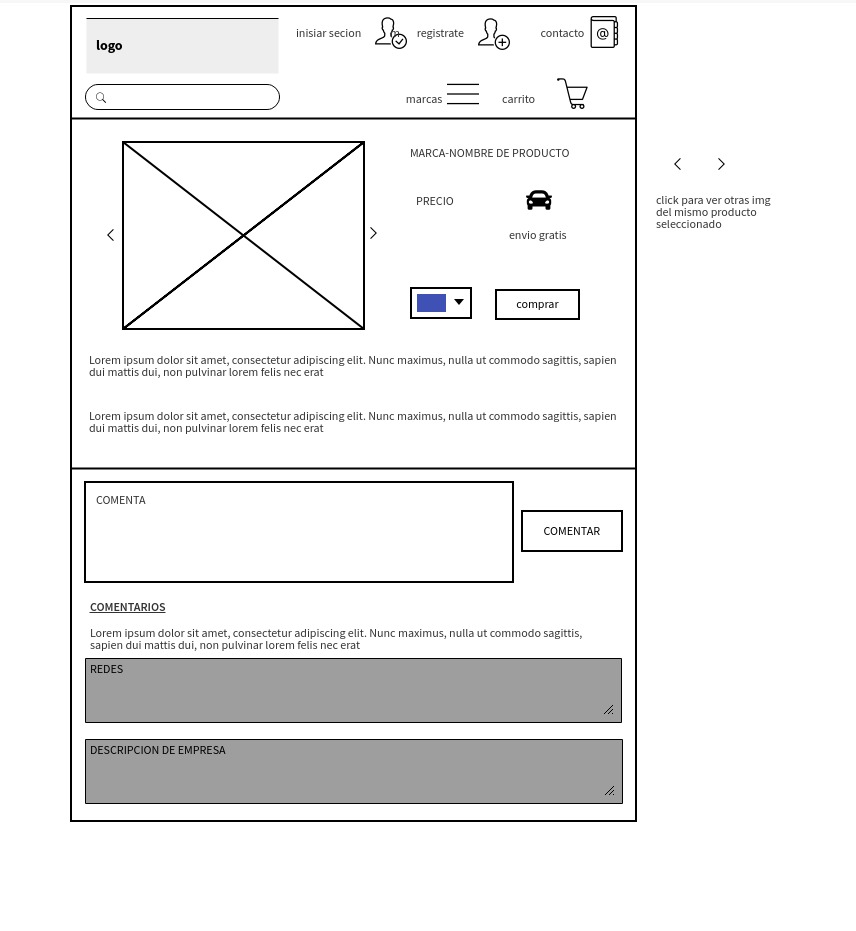 logo
inisiar secion
registrate
contacto
@
marcas
carrito
MARCA-NOMBRE DE PRODUCTO
PRECIO
envio gratis
comprar
click para ver otras img
del mismo producto
seleccionado
Lorem ipsum dolor sit amet, consectetur adipiscing elit. Nunc maximus, nulla ut commodo sagittis, sapien
dui mattis dui, non pulvinar lorem felis nec erat
Lorem ipsum dolor sit amet, consectetur adipiscing elit. Nunc maximus, nulla ut commodo sagittis, sapien
dui mattis dui, non pulvinar lorem felis nec erat
COMENTA
COMENTAR
COMENTARIOS
Lorem ipsum dolor sit amet, consectetur adipiscing elit. Nunc maximus, nulla ut commodo sagittis,
sapien dui mattis dui, non pulvinar lorem felis nec erat
REDES
DESCRIPCION DE EMPRESA